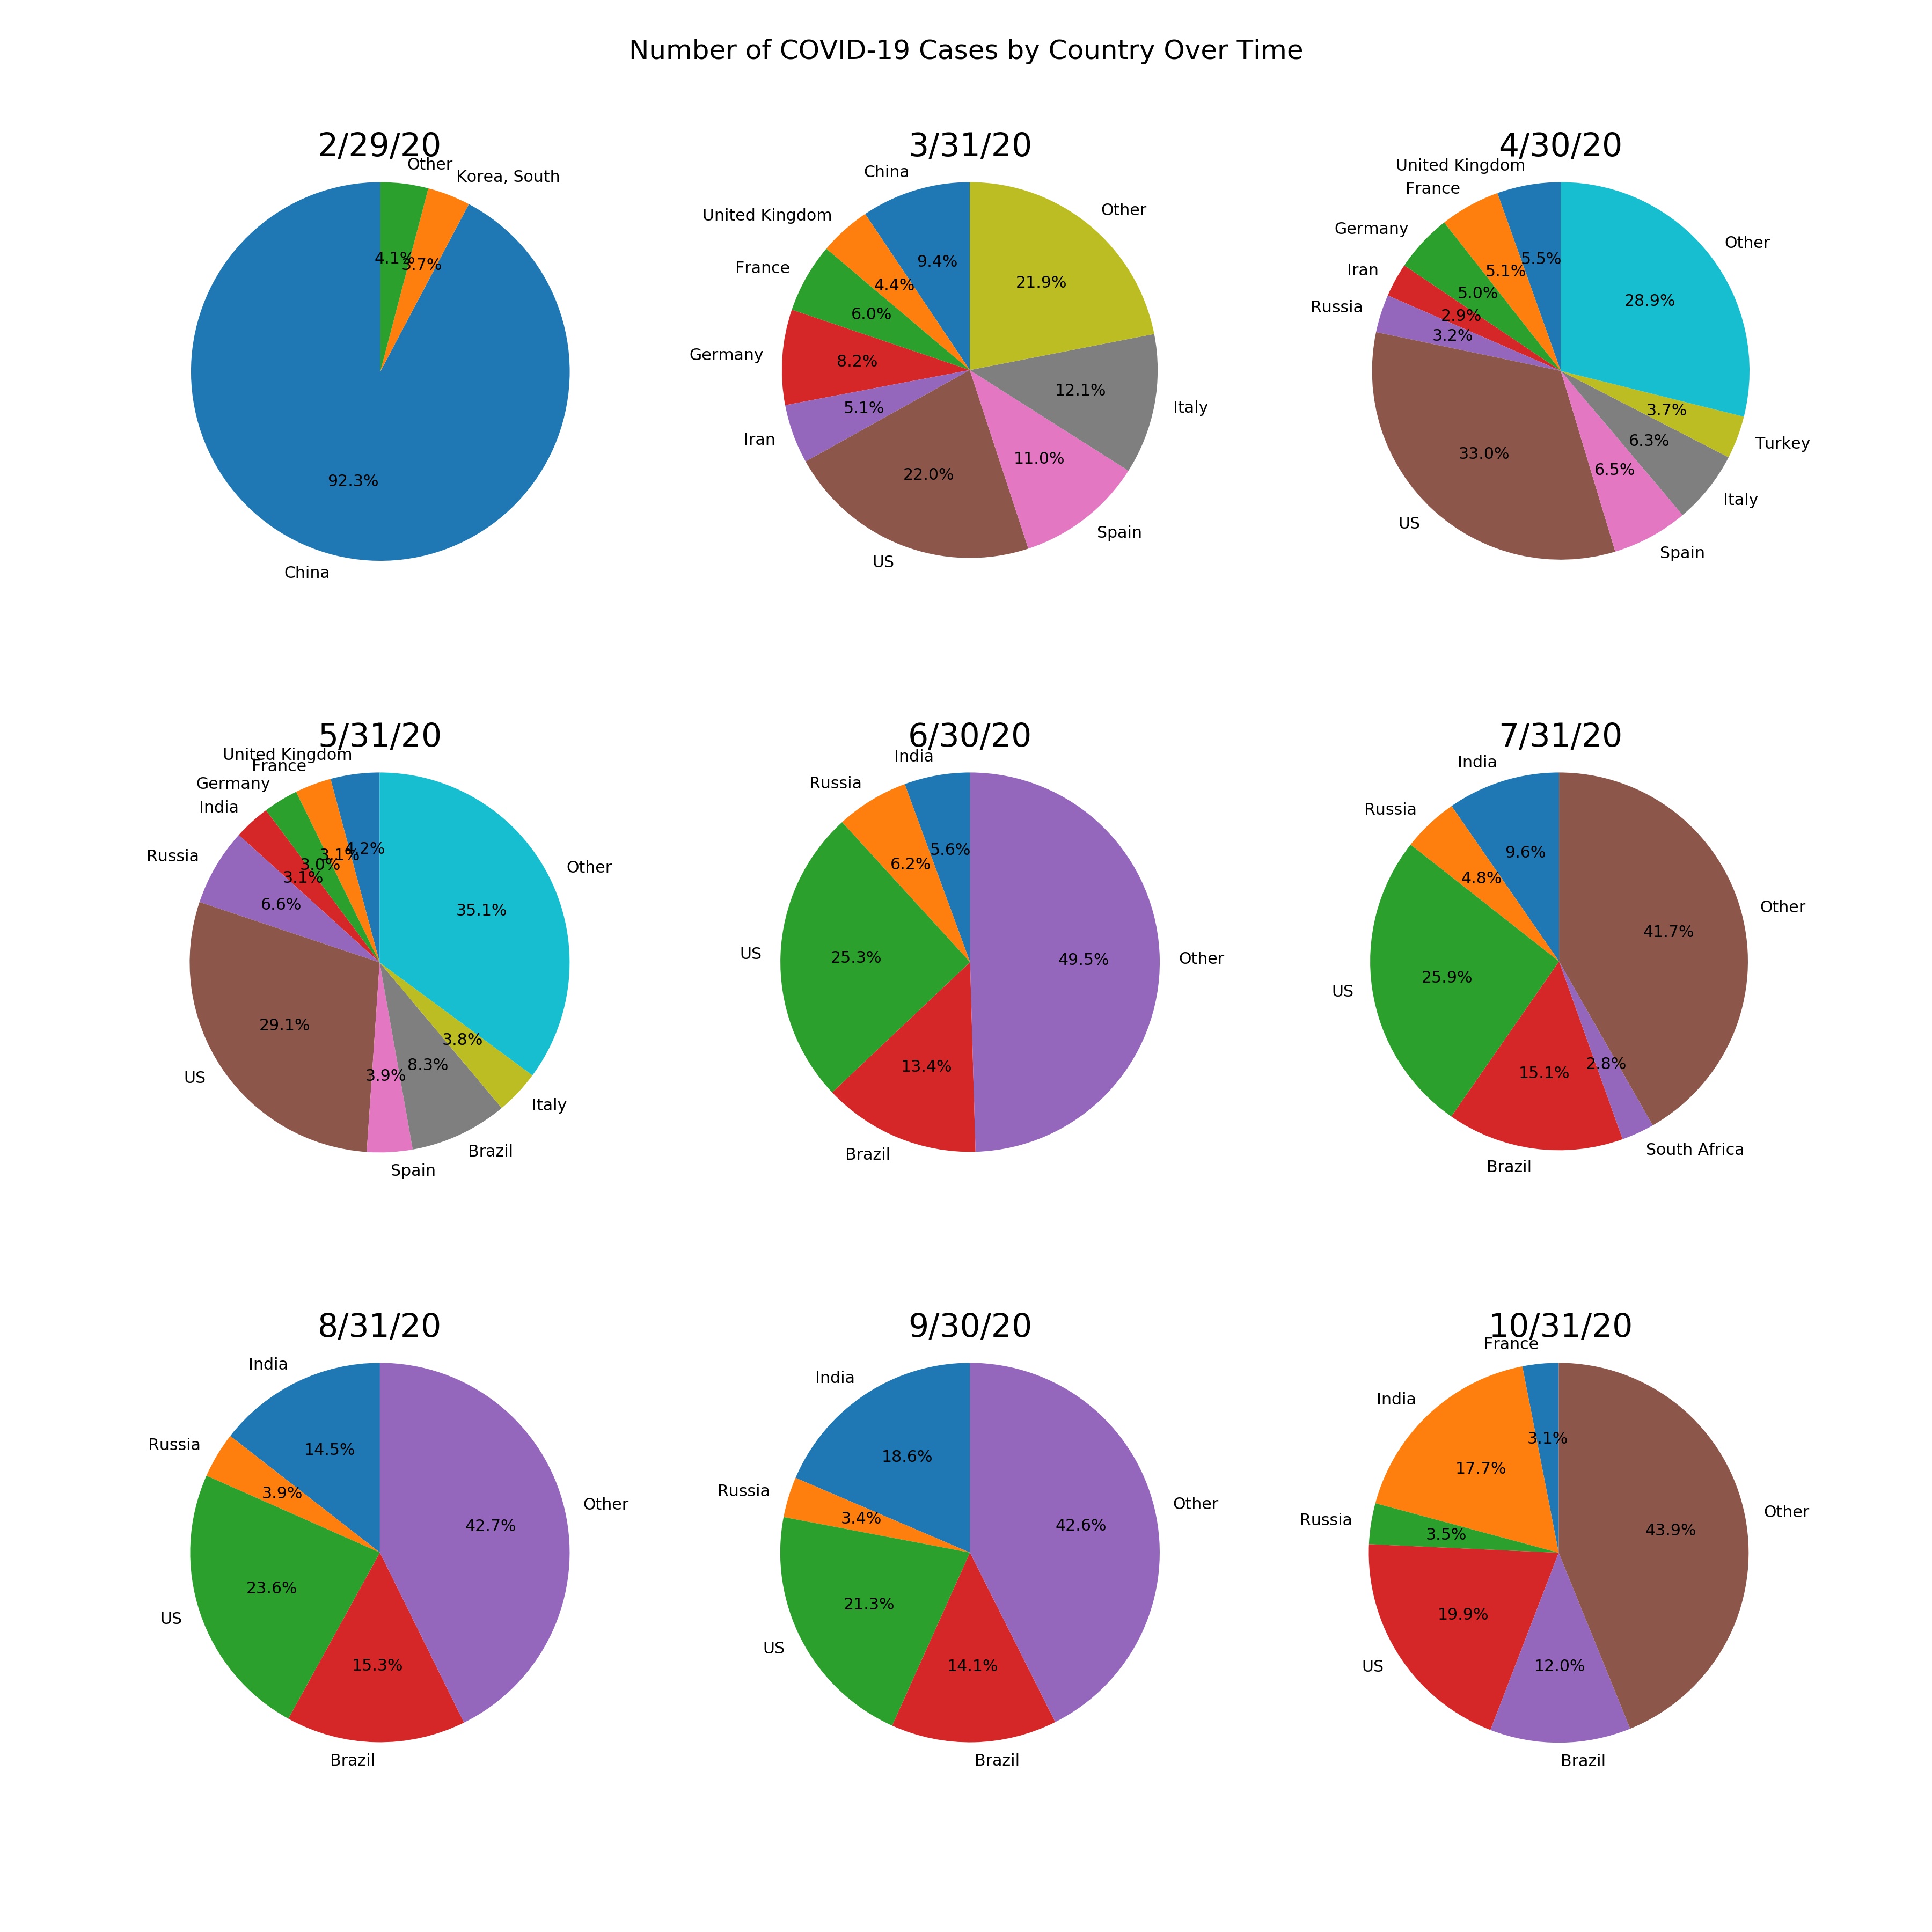 Number of COVID-19 Cases by Country Over Time
2/29/20
Other
Korea, South
4.1%
3.7%
92.3%
China
3/31/20
China
Other
United Kingdom
France
9.4%
21.9%
4.4%
6.0%
Germany
8.2%
12.1%
5.1%
Italy
Iran
22.0%
11.0%
Spain
US
4/30/20
United Kingdom
France
Germany
Other
Iran
5.5%
5.1%
5.0%
28.9%
Russia
2.9%
3.2%
3.7%
33.0%
6.3%
Turkey
6.5%
Italy
US
Spain
5/31/20
United Kingdom
France
Germany
India
4.2%
3.1%
Russia
3.0%
Other
3.1%
6.6%
35.1%
29.1%
3.8%
8.3%
US
3.9%
Italy
Brazil
Spain
6/30/20
India
Russia
5.6%
6.2%
US
25.3%
49.5%
Other
13.4%
Brazil
7/31/20
India
Russia
9.6%
4.8%
Other
41.7%
25.9%
US
15.1%
2.8%
South Africa
Brazil
8/31/20
India
Russia
14.5%
3.9%
Other
42.7%
23.6%
US
15.3%
Brazil
9/30/20
India
18.6%
Russia
Other
3.4%
42.6%
21.3%
US
14.1%
Brazil
10/31/20
France
India
3.1%
17.7%
Russia
Other
3.5%
43.9%
19.9%
US
12.0%
Brazil